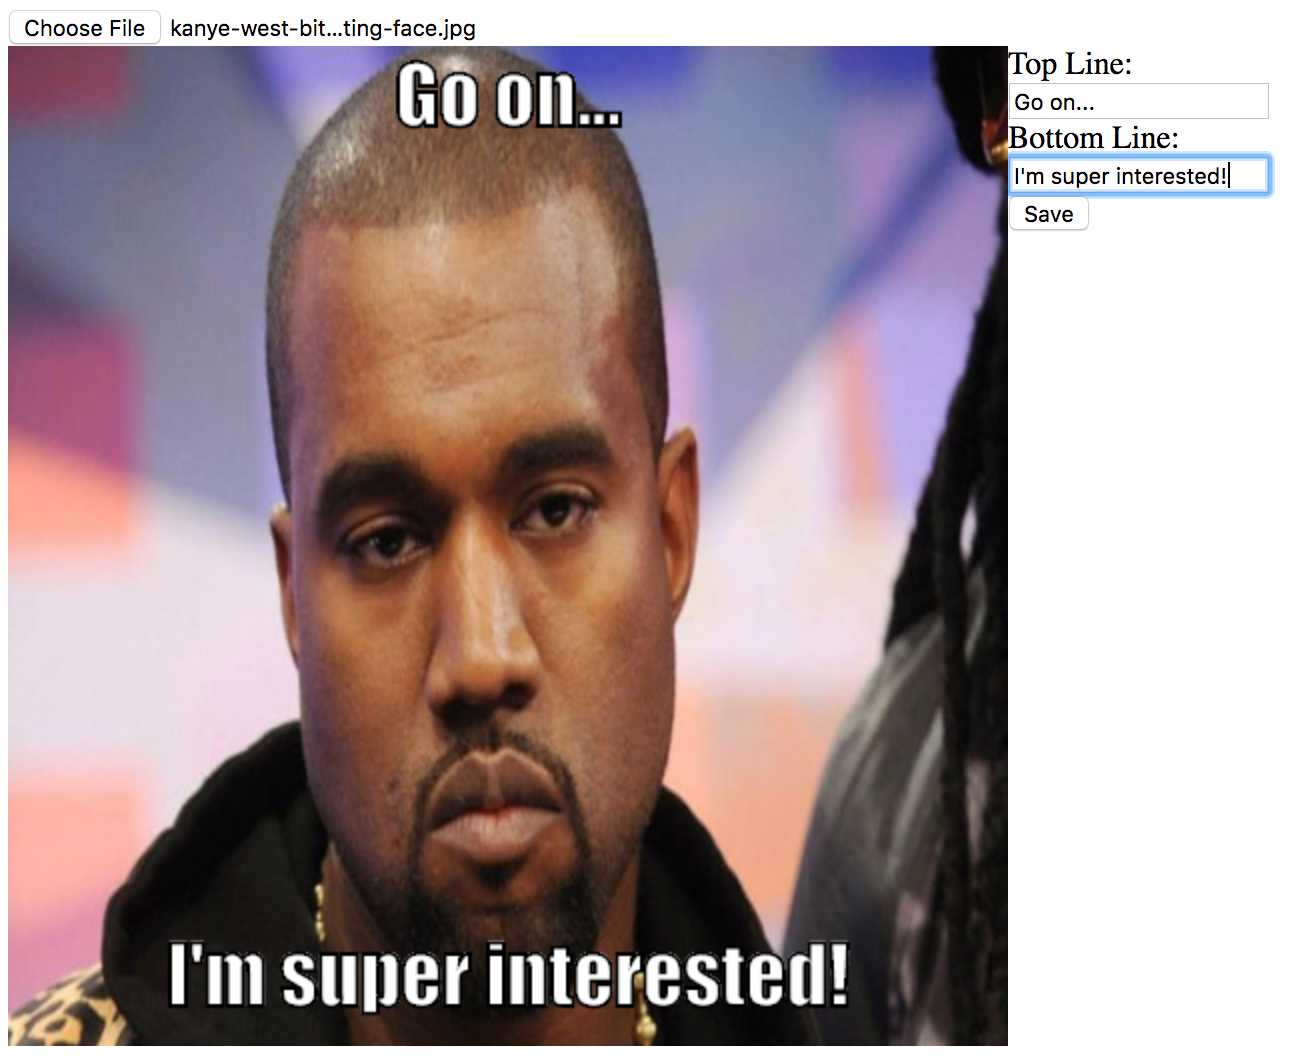 Choose File kanye-west-bit...ting-face.jpg
Go on...
I'm super interested!
Top Line:
Go on...
Bottom Line:
I'm super interested!
Save